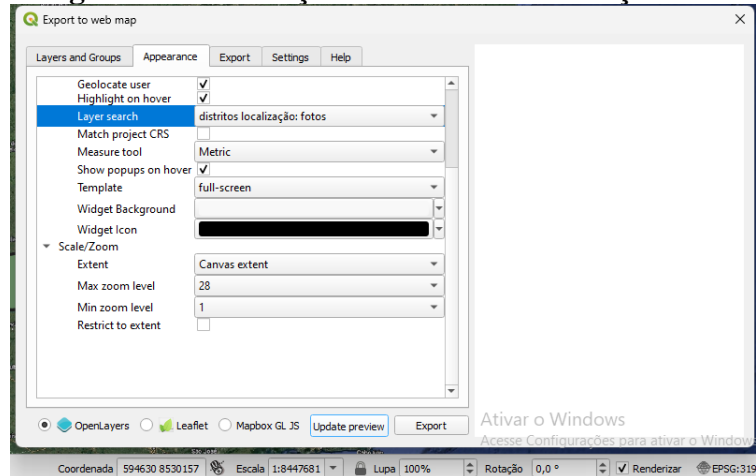 Export to web map
Layers and Groups Appearance Export Settings Help
Geolocate user
Highlight on hover
Layer search distritos localização: fotos
Match project CRS
Measure tool Metric
Show popups on hover
Template full-screen
Widget Background
Widget Icon
Scale/Zoom
Extent Canvas extent
Max zoom level 28
Min zoom level 1
Restrict to extent
OpenLayers Leaflet Mapbox GL JS Update preview Export
Ativar o Windows
Acesse Configurações para ativar o Windows
Coordenada 594630 8530157 Escala 1:8447681 Lupa 100% Rotação 0,0 ° Renderizar